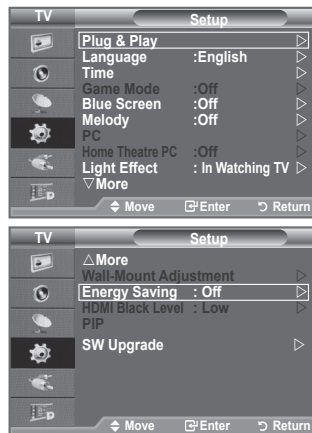 TV
Setup
Plug & Play
Language :English
Time
Game Mode :Off
Blue Screen :Off
Melody :Off
PC
Home Theatre PC :Off
Light Effect : In Watching TV
▽More
Move Enter Return
TV
Setup
△More
Wall-Mount Adjustment
Energy Saving : Off
HDMI Black Level : Low
PIP
SW Upgrade
Move Enter Return